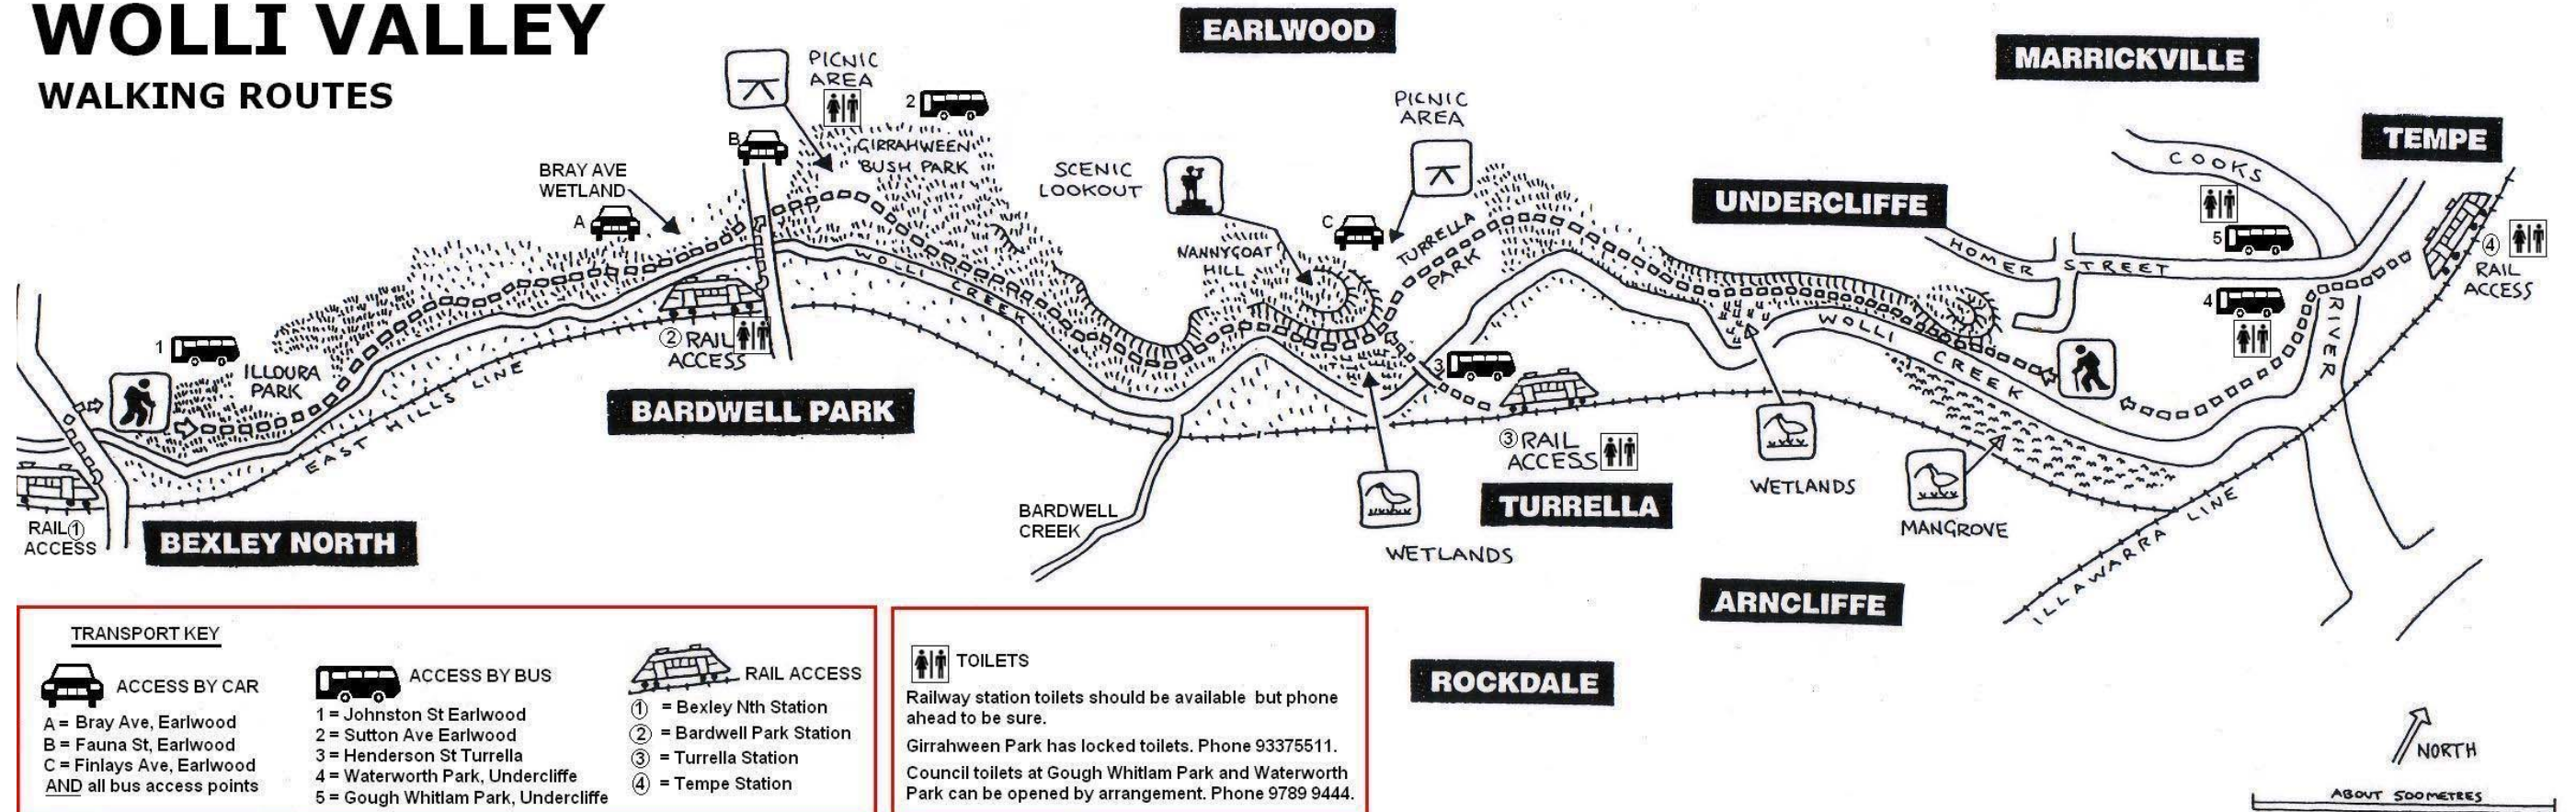 WOLLI VALLEY
WALKING ROUTES
EARLWOOD
MARRICKVILLE
TEMPE
UNDERCLIFFE
BARDWELL PARK
BEXLEY NORTH
TURRELLA
ARNCLIFFE
ROCKDALE
PICNIC
AREA
2
GIRRAHWEEN
BUSH PARK
B
BRAY AVE
WETLAND
A
1
ILLOURA
PARK
RAIL ①
ACCESS
② RAIL
ACCESS
EAST HILLS LINE
WOLLI CREEK
SCENIC
LOOKOUT
NANNYGOAT
HILL
PICNIC
AREA
C
TURRELLA
PARK
3
③ RAIL
ACCESS
BARDWELL
CREEK
WETLANDS
WETLANDS
MANGROVE
WOLLI CREEK
HOMER STREET
COOKS
RIVER
5
4
④
RAIL
ACCESS
ILLAWARRA LINE
NORTH
ABOUT 500 METRES
TRANSPORT KEY
ACCESS BY CAR
A = Bray Ave, Earlwood
B = Fauna St, Earlwood
C = Finlays Ave, Earlwood
AND all bus access points
ACCESS BY BUS
1 = Johnston St Earlwood
2 = Sutton Ave Earlwood
3 = Henderson St Turrella
4 = Waterworth Park, Undercliffe
5 = Gough Whitlam Park, Undercliffe
RAIL ACCESS
① = Bexley Nth Station
② = Bardwell Park Station
③ = Turrella Station
④ = Tempe Station
TOILETS
Railway station toilets should be available but phone
ahead to be sure.
Girrahween Park has locked toilets. Phone 93375511.
Council toilets at Gough Whitlam Park and Waterworth
Park can be opened by arrangement. Phone 9789 9444.